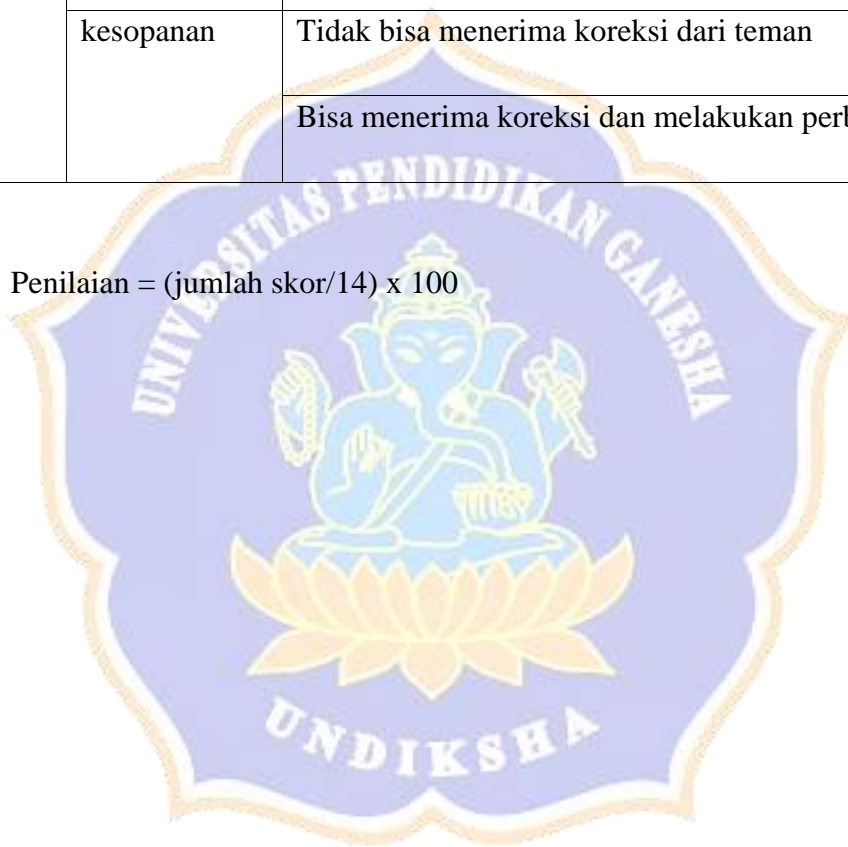 kesopanan Tidak bisa menerima koreksi dari teman
Bisa menerima koreksi dan melakukan
Penilaian = (jumlah skor/14) x 100
UNIVERSITAS PENDIDIKAN GANESHA
UNDIKSHA